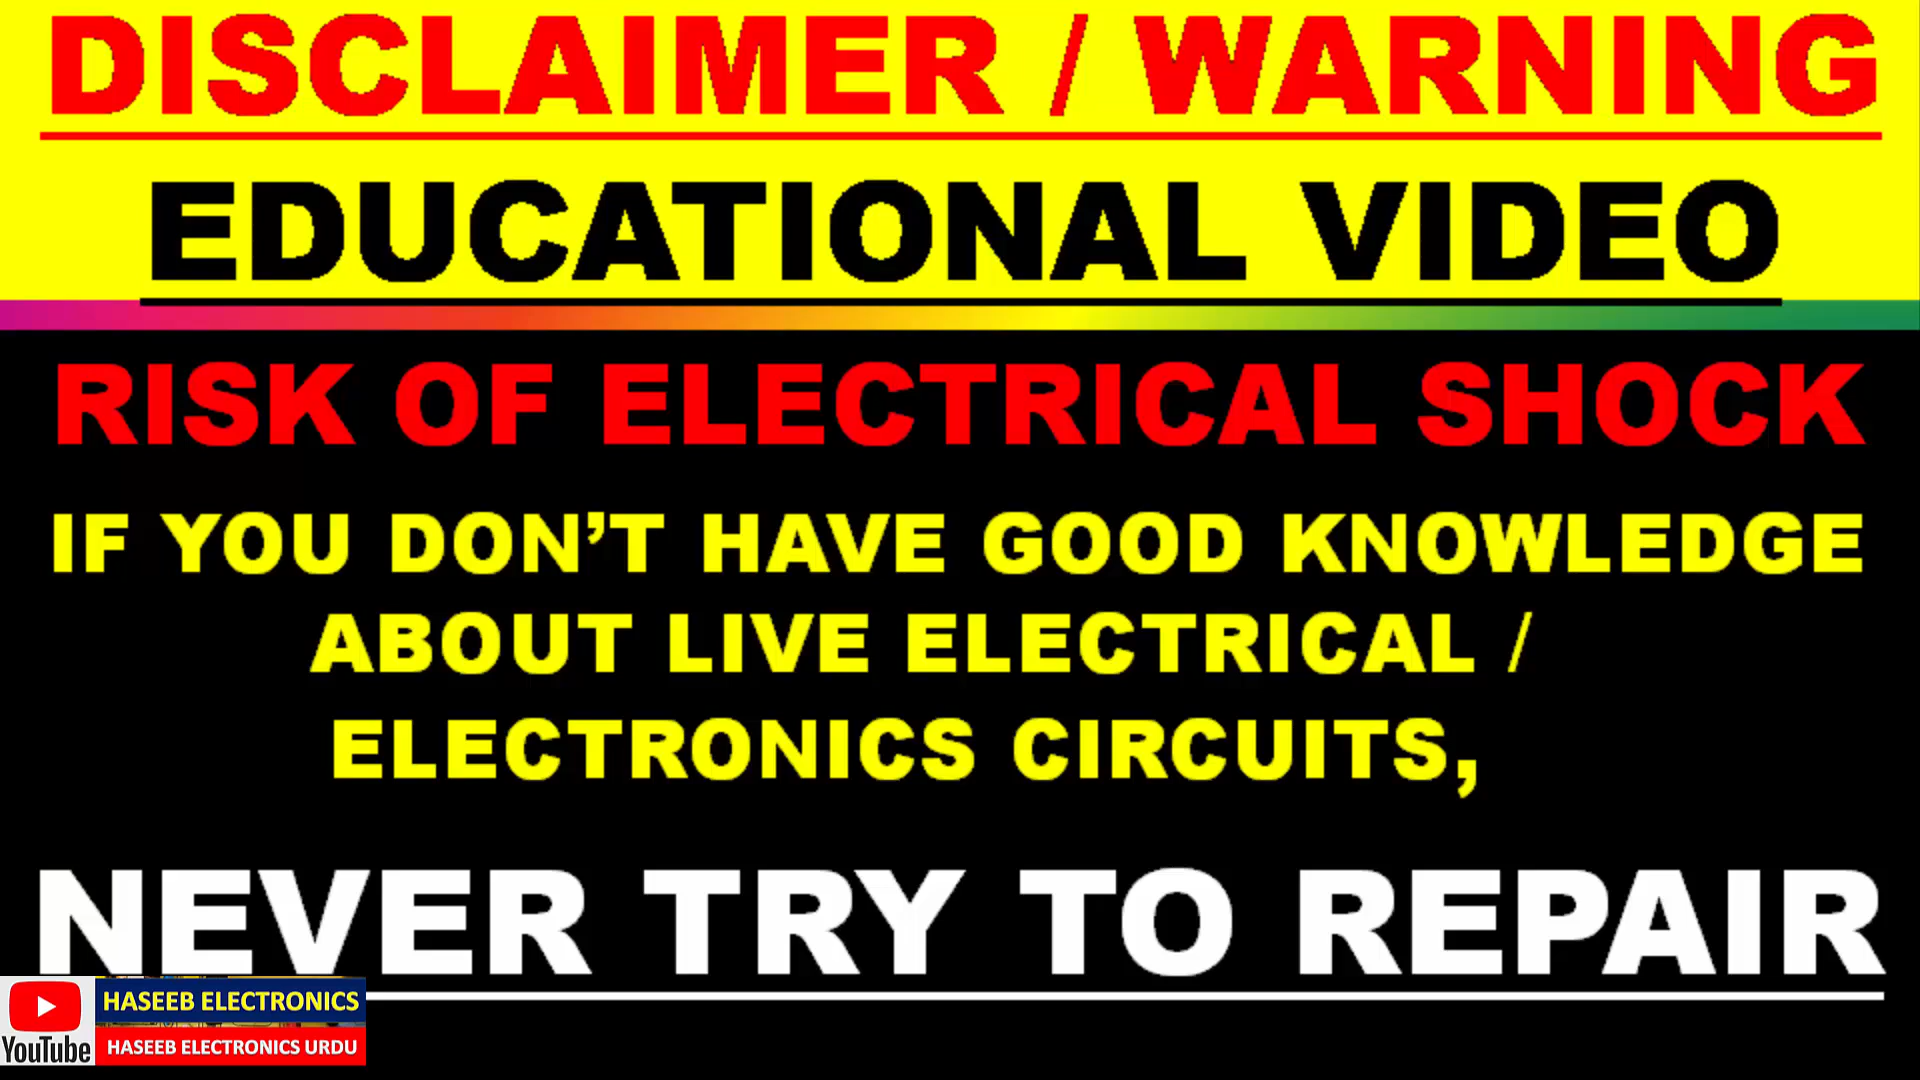 DISCLAIMER / WARNING
EDUCATIONAL VIDEO
RISK OF ELECTRICAL SHOCK
IF YOU DON’T HAVE GOOD KNOWLEDGE
ABOUT LIVE ELECTRICAL /
ELECTRONICS CIRCUITS,
NEVER TRY TO REPAIR
HASEEB ELECTRONICS
YouTube
HASEEB ELECTRONICS URDU